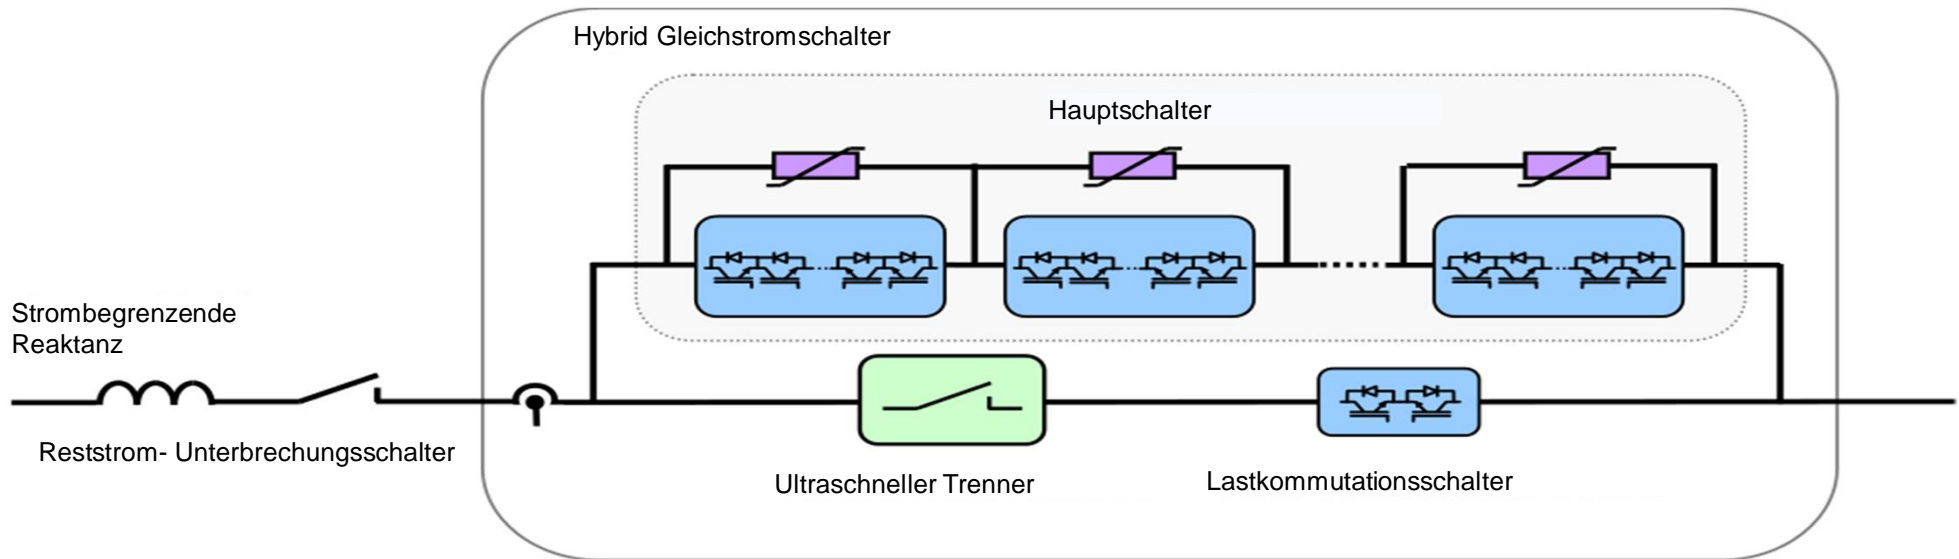 Hybrid Gleichstromschalter
Hauptschalter
Strombegrenzende
Reaktanz
Reststrom- Unterbrechungsschalter
Ultraschneller Trenner
Lastkommutationsschalter